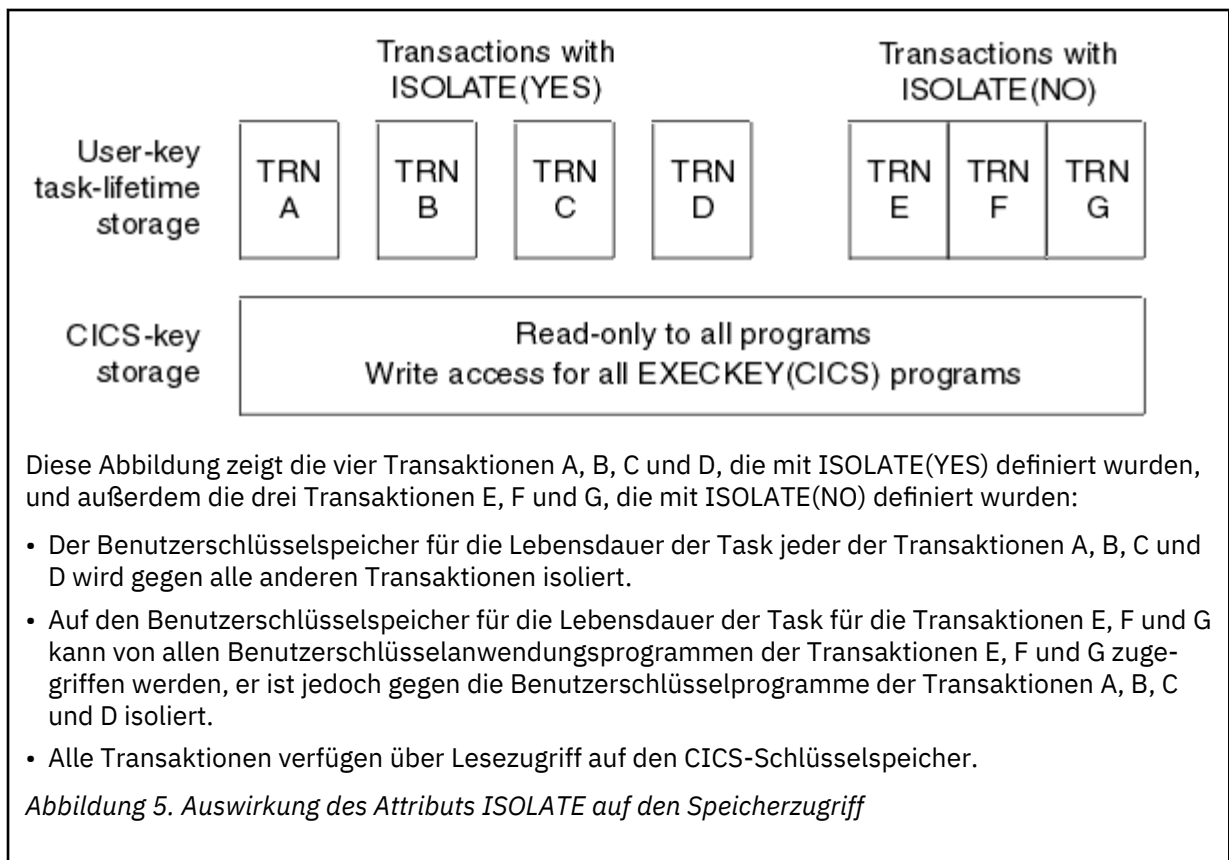 Transactions with
ISOLATE(YES)
Transactions with
ISOLATE(NO)
User-key
task-lifetime
storage
TRN
A
TRN
B
TRN
C
TRN
D
TRN
E
TRN
F
TRN
G
CICS-key
storage
Read-only to all programs
Write access for all EXECKEY(CICS) programs
Diese Abbildung zeigt die vier Transaktionen A, B, C und D, die mit ISOLATE(YES) definiert wurden,
und außerdem die drei Transaktionen E, F und G, die mit ISOLATE(NO) definiert wurden:
• Der Benutzerschlüsselspeicher für die Lebensdauer der Task jeder der Transaktionen A, B, C und
D wird gegen alle anderen Transaktionen isoliert.
• Auf den Benutzerschlüsselspeicher für die Lebensdauer der Task für die Transaktionen E, F und G
kann von allen Benutzerschlüsselanwendungsprogrammen der Transaktionen E, F und G zuge-
griffen werden, er ist jedoch gegen die Benutzerschlüsselprogramme der Transaktionen A, B, C
und D isoliert.
• Alle Transaktionen verfügen über Lesezugriff auf den CICS-Schlüsselspeicher.
Abbildung 5. Auswirkung des Attributs ISOLATE auf den Speicherzugriff